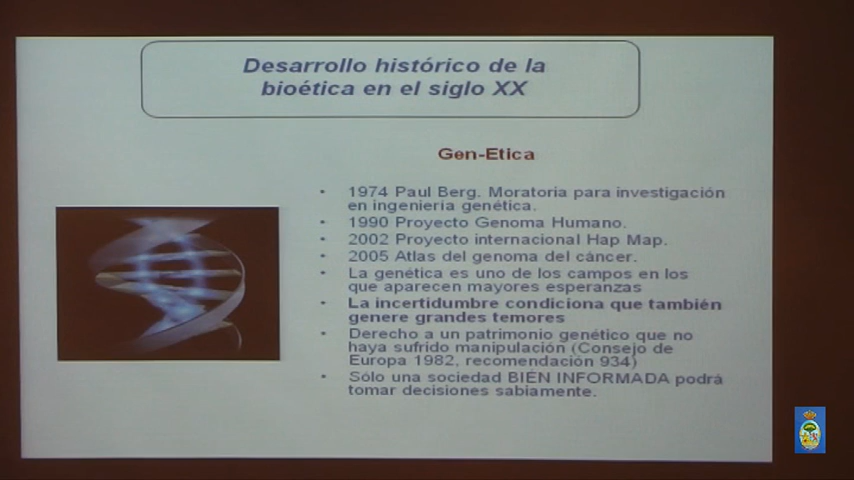 Desarrollo histórico de la
bioética en el siglo XX
Gen-Etica
• 1974 Paul Berg. Moratoria para investigación
en ingeniería genética.
• 1990 Proyecto Genoma Humano.
• 2002 Proyecto internacional Hap Map.
• 2005 Atlas del genoma del cáncer.
• La genética es uno de los campos en los
que aparecen mayores esperanzas
• La incertidumbre condiciona que también
genere grandes temores
• Derecho a un patrimonio genético que no
haya sufrido manipulación (Consejo de
Europa 1982, recomendación 934)
• Sólo una sociedad BIEN INFORMADA podrá
tomar decisiones sabiamente.